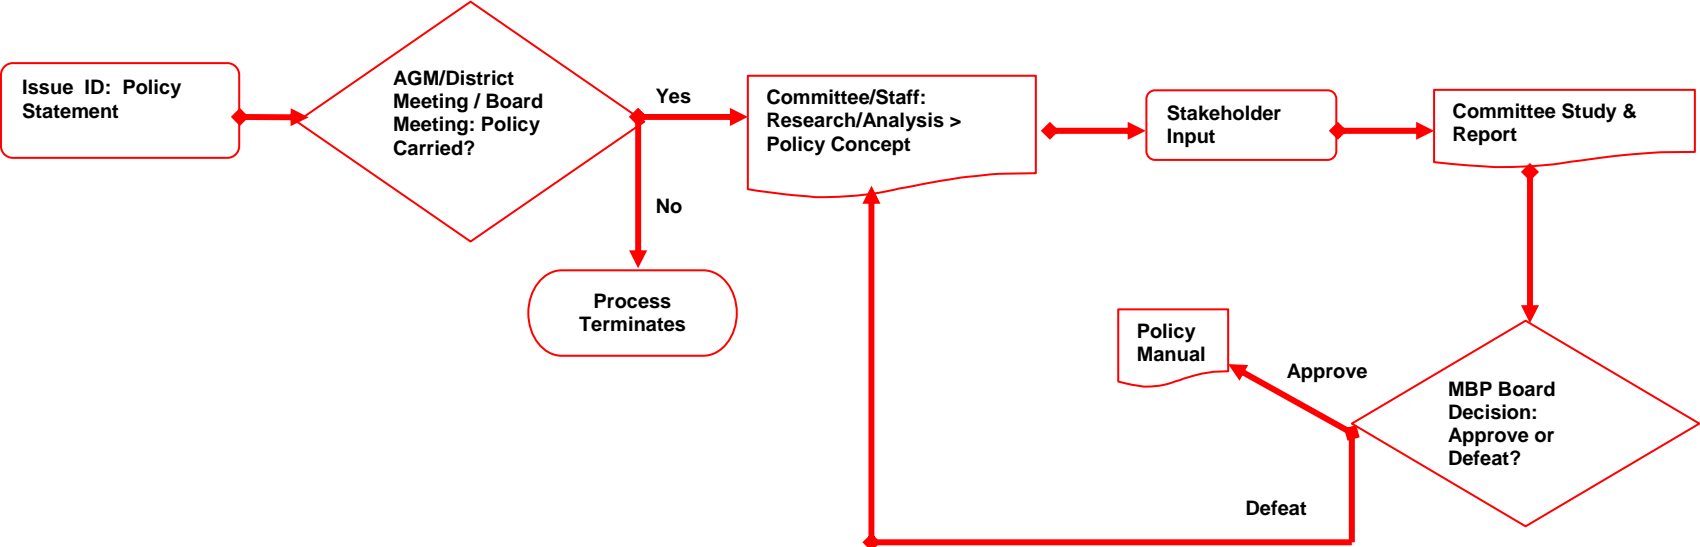 Issue ID: Policy
Statement
AGM/District
Meeting / Board
Meeting: Policy
Carried?
Yes
No
Process
Terminates
Committee/Staff:
Research/Analysis >
Policy Concept
Stakeholder
Input
Committee Study &
Report
MBP Board
Decision:
Approve or
Defeat?
Approve
Policy
Manual
Defeat